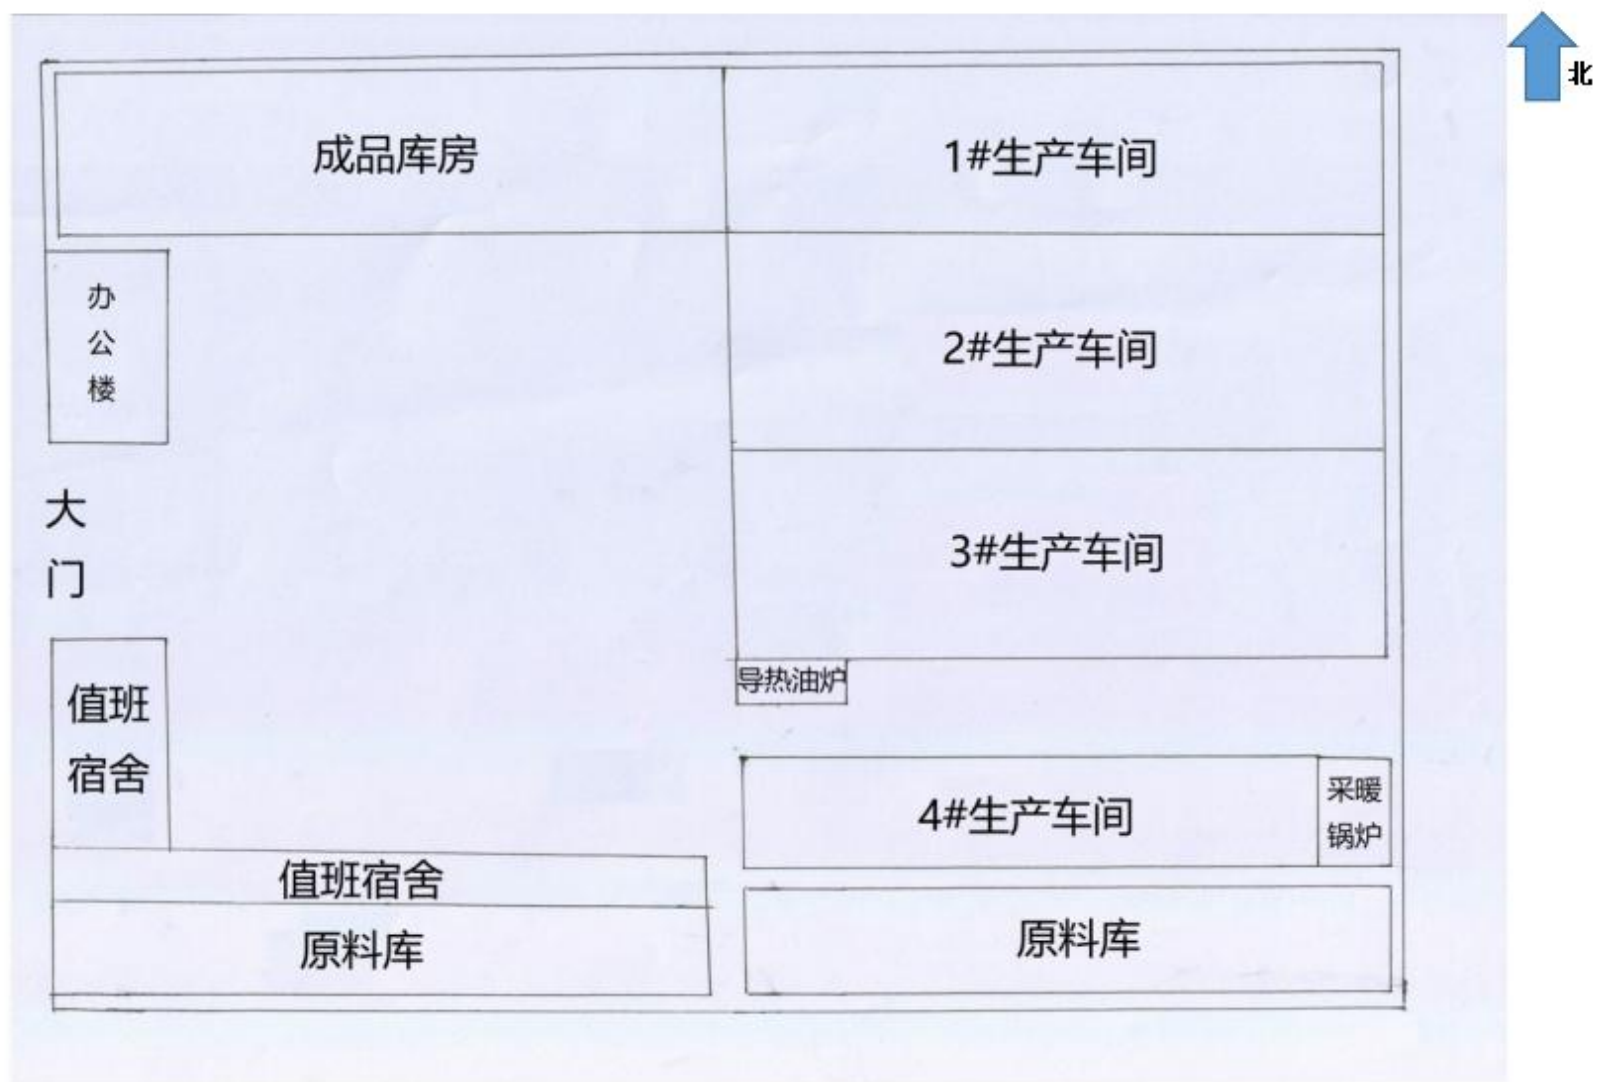 北
成品库房
1#生产车间
办
公
楼
2#生产车间
大
门
3#生产车间
导热油炉
值班
宿舍
4#生产车间
采暖
锅炉
值班宿舍
原料库
原料库